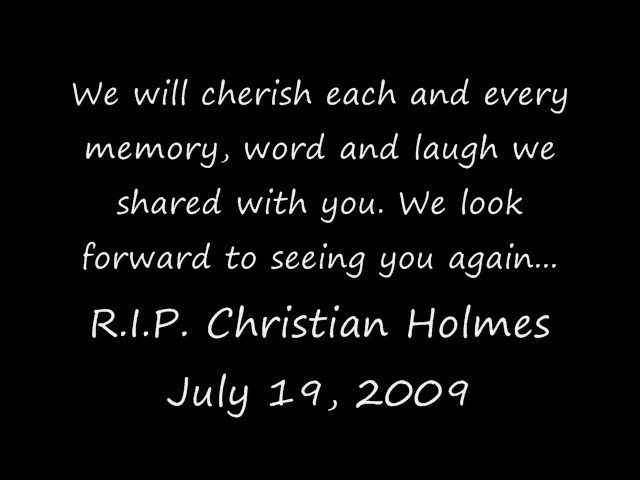 We will cherish each and every
memory, word and laugh we
shared with you. We look
forward to seeing you again...
R.I.P. Christian Holmes
July 19, 2009